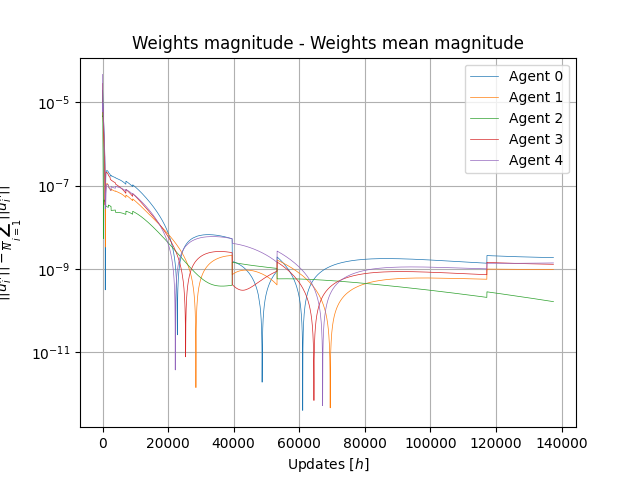 Weights magnitude - Weights mean magnitude
10⁻⁵
10⁻⁷
10⁻⁹
10⁻¹¹
0 20000 40000 60000 80000 100000 120000 140000
Updates [h]
Agent 0
Agent 1
Agent 2
Agent 3
Agent 4